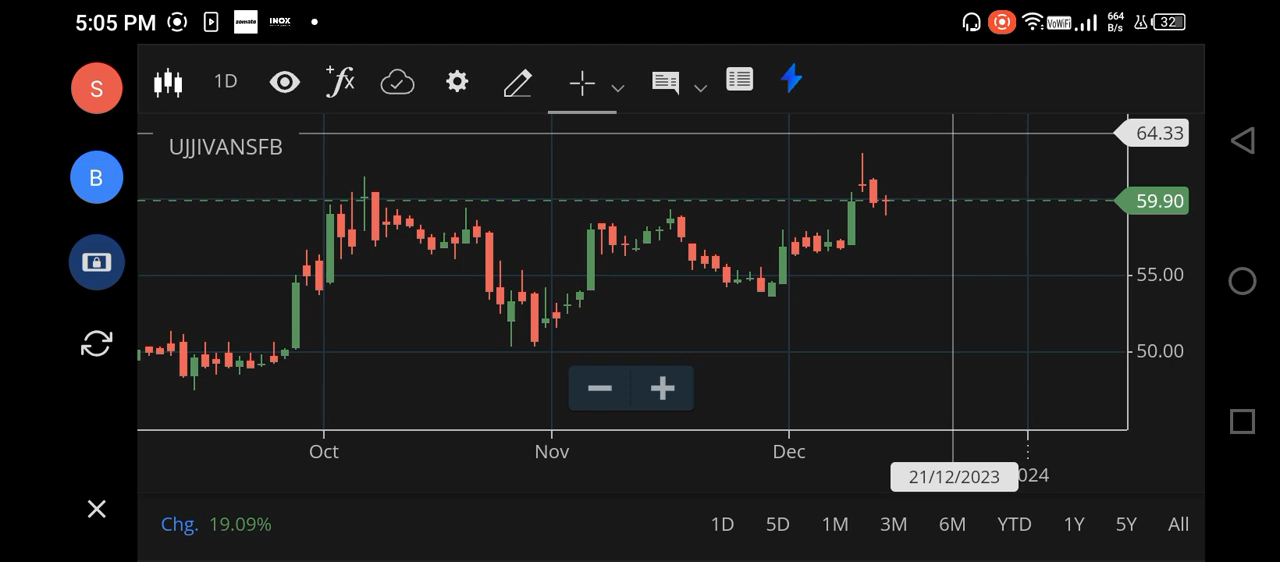 5:05 PM zomato INOX VoWiFi 664 B/s 32
S
B
1D
+fx
UJJIVANSFB
64.33
59.90
55.00
50.00
Oct Nov Dec
21/12/2023 024
Chg. 19.09% 1D 5D 1M 3M 6M YTD 1Y 5Y All